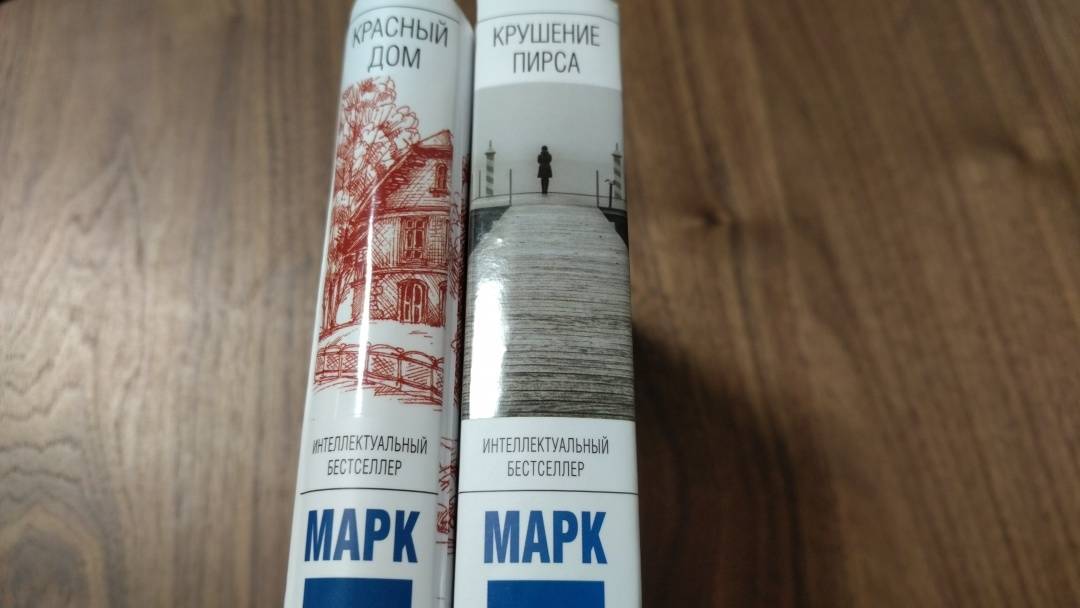 КРАСНЫЙ
ДОМ
ИНТЕЛЛЕКТУАЛЬНЫЙ
БЕСТСЕЛЛЕР
МАРК
КРУШЕНИЕ
ПИРСА
ИНТЕЛЛЕКТУАЛЬНЫЙ
БЕСТСЕЛЛЕР
МАРК